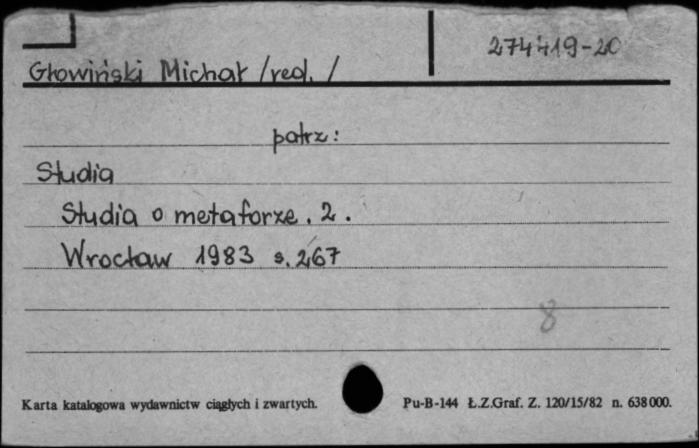 274419-20
Głowiński Michał /red./
patrz:
Studia
Studia o metaforze. 2.
Wrocław 1983 s. 267
8
Karta katalogowa wydawnictw ciągłych i zwartych.
Pu-B-144 Ł.Z.Graf. Z. 120/15/82 n. 638000.